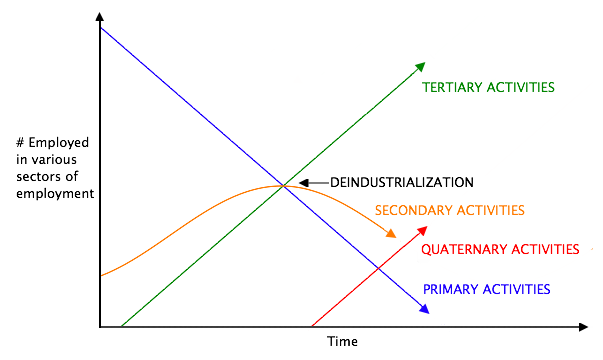 TERTIARY ACTIVITIES
# Employed
in various
sectors of
employment
DEINDUSTRIALIZATION
SECONDARY ACTIVITIES
QUATERNARY ACTIVITIES
PRIMARY ACTIVITIES
Time